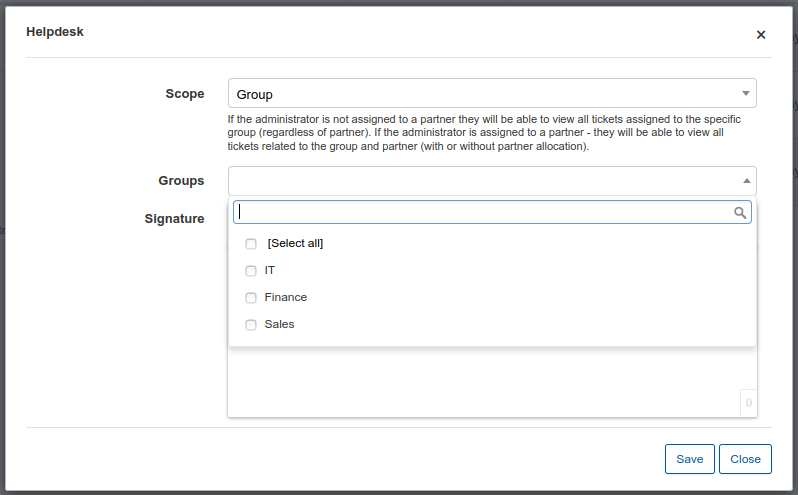 Helpdesk
×
Scope
Group
If the administrator is not assigned to a partner they will be able to view all tickets assigned to the specific
group (regardless of partner). If the administrator is assigned to a partner - they will be able to view all
tickets related to the group and partner (with or without partner allocation).
Groups
Signature
[Select all]
IT
Finance
Sales
0
Save
Close